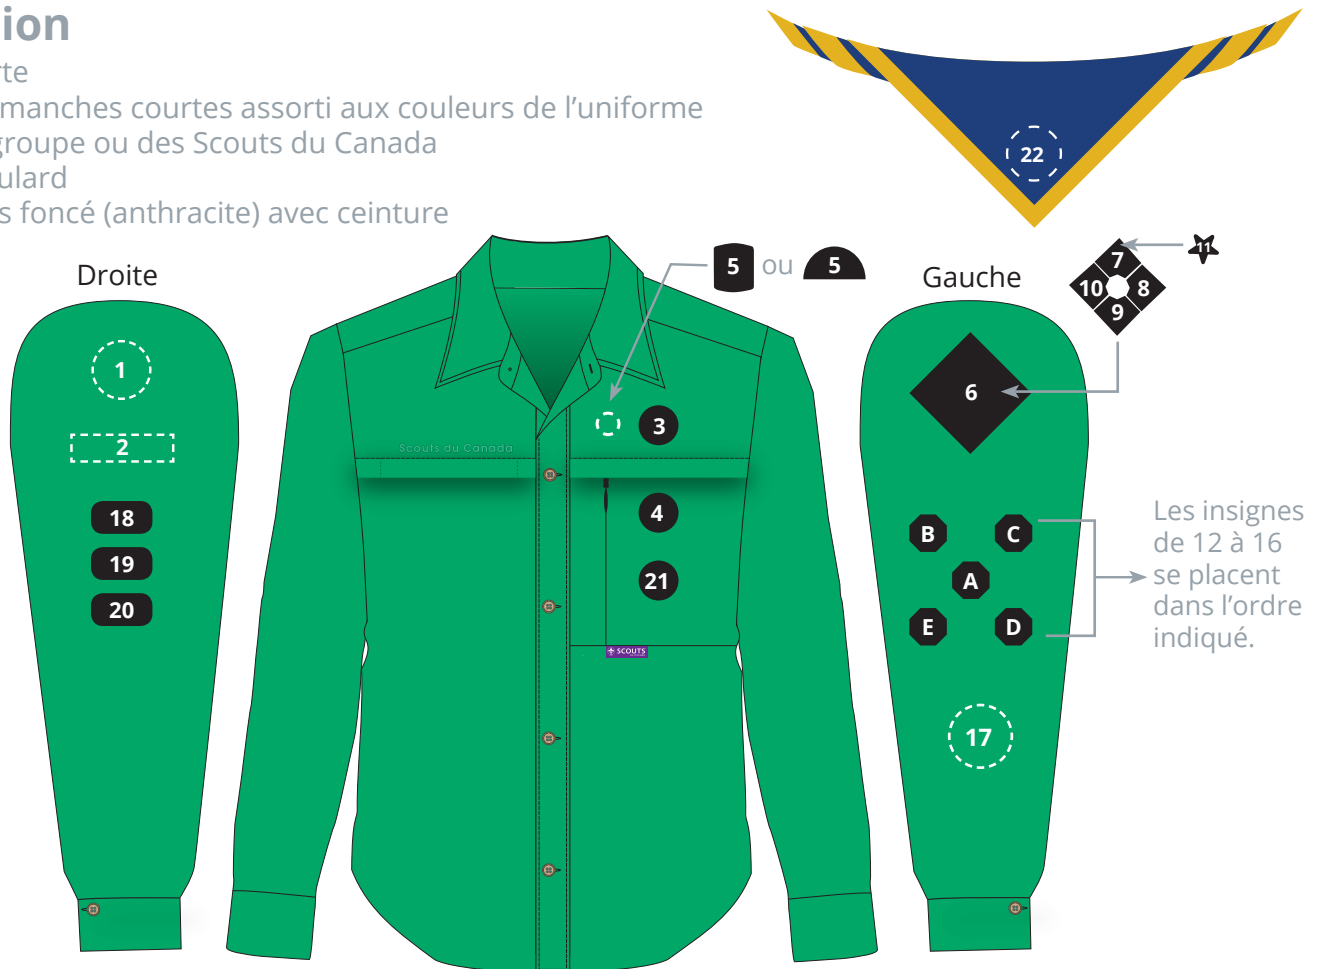 ion
rte
manches courtes assorti aux couleurs de l’uniforme
groupe ou des Scouts du Canada
ulard
s foncé (anthracite) avec ceinture
22
Droite
5 ou 5
Gauche
11
7
10 8
9
1
6
2
3
Scouts du Canada
18
4
B C
Les insignes
de 12 à 16
se placent
dans l’ordre
indiqué.
19
21
A
20
E D
SCOUTS
17